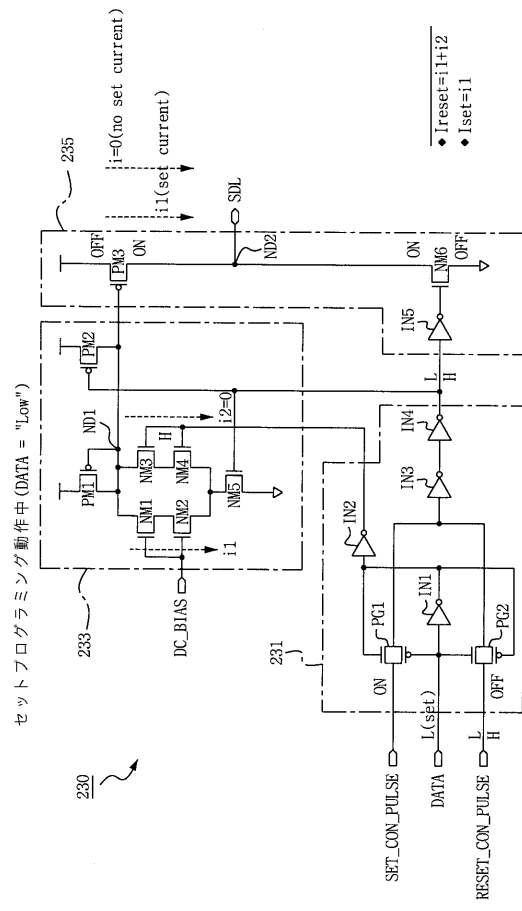 セットプログラミング動作中(DATA = "Low")
230
233
235
i=0(no set current)
i1(set current)
OFF
PM3
ON
PM2
ND1
PM1
NM1
NM2
NM3
NM4
H
i2=0
i1
NM5
DC_BIAS
SDL
ND2
ON
NM6
OFF
IN5
L
H
IN4
IN3
IN2
IN1
231
PG1
ON
PG2
OFF
SET_CON_PULSE
DATA
L(set)
RESET_CON_PULSE
L
H
◆ Ireset=i1+i2
◆ Iset=i1